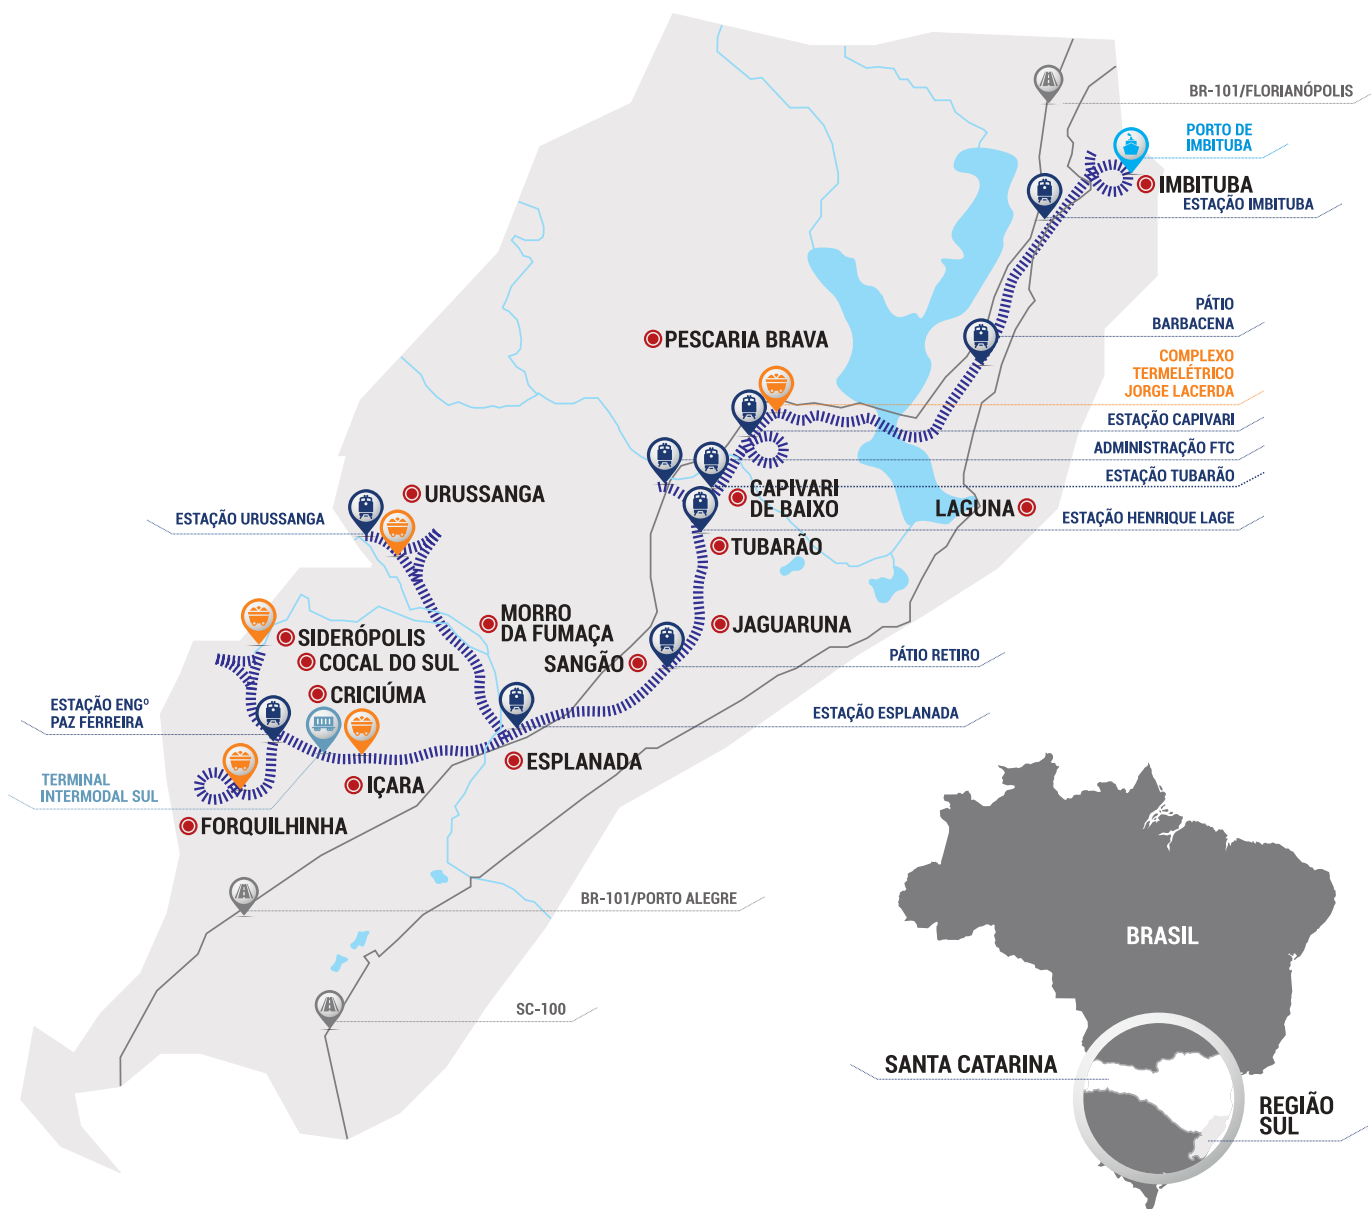 BR-101/FLORIANÓPOLIS
PORTO DE
IMBITUBA
IMBITUBA
ESTAÇÃO IMBITUBA
PÁTIO
BARBACENA
PESCARIA BRAVA
COMPLEXO
TERMELÉTRICO
JORGE LACERDA
ESTAÇÃO CAPIVARI
ADMINISTRAÇÃO FTC
ESTAÇÃO TUBARÃO
URUSSANGA
CAPIVARI
DE BAIXO
LAGUNA
ESTAÇÃO URUSSANGA
ESTAÇÃO HENRIQUE LAGE
TUBARÃO
MORRO
DA FUMAÇA
JAGUARUNA
SIDERÓPOLIS
COCAL DO SUL
SANGÃO
PÁTIO RETIRO
CRICIÚMA
ESTAÇÃO ENGº
PAZ FERREIRA
ESTAÇÃO ESPLANADA
ESPLANADA
TERMINAL
INTERMODAL SUL
IÇARA
FORQUILHINHA
BR-101/PORTO ALEGRE
BRASIL
SC-100
SANTA CATARINA
REGIÃO
SUL